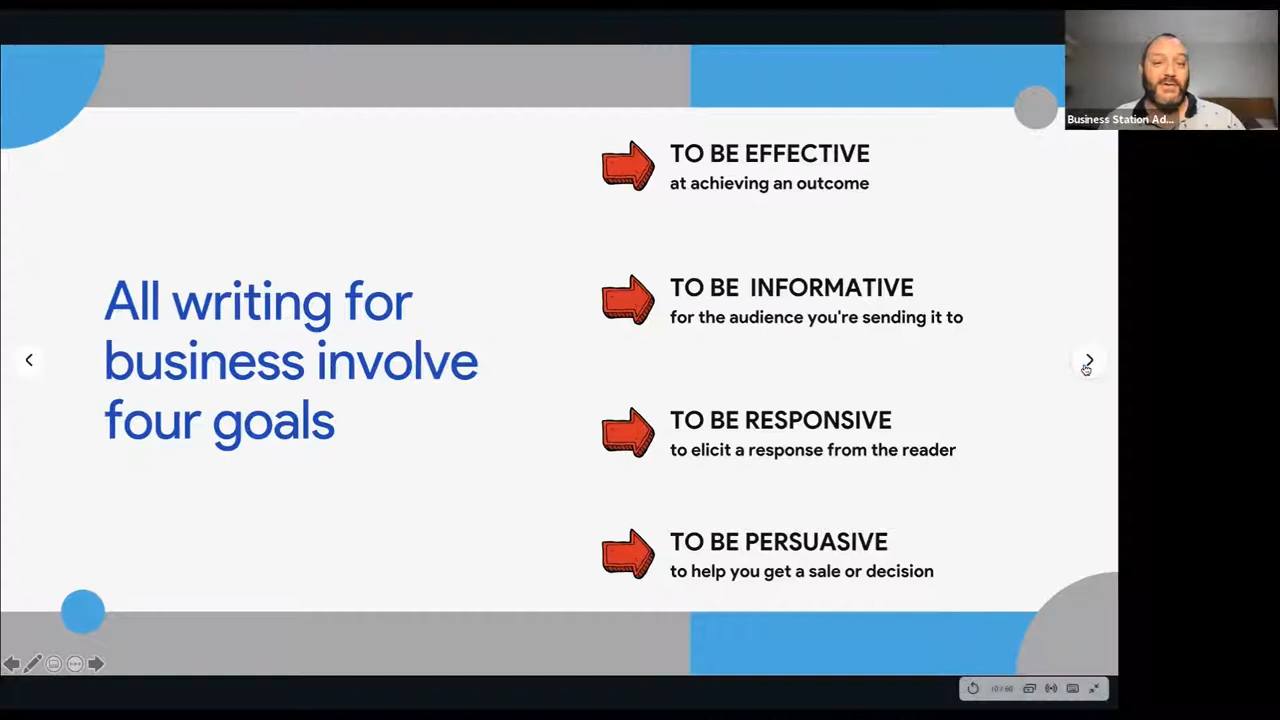 All writing for
business involve
four goals
TO BE EFFECTIVE
at achieving an outcome
TO BE  INFORMATIVE
for the audience you're sending it to
TO BE RESPONSIVE
to elicit a response from the reader
TO BE PERSUASIVE
to help you get a sale or decision
Business Station Ad...